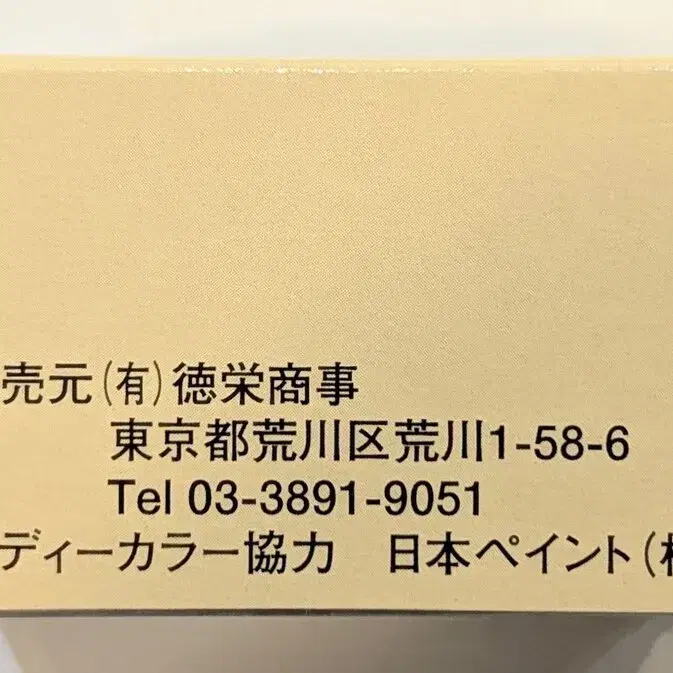 売元(有)徳栄商事
東京都荒川区荒川1-58-6
Tel 03-3891-9051
ディーカラー協力　日本ペイント(